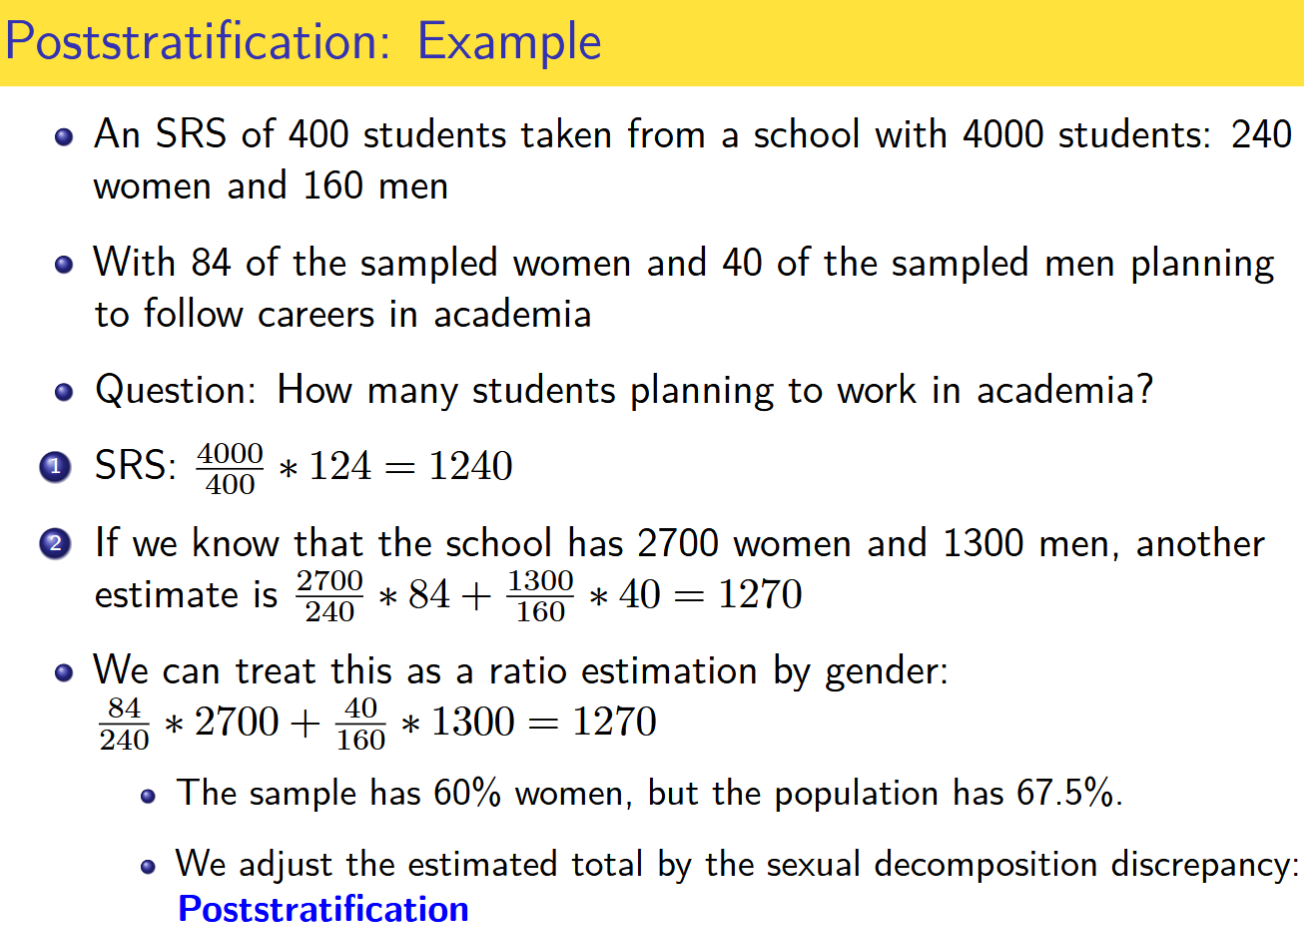 Poststratification: Example
An SRS of 400 students taken from a school with 4000 students: 240
women and 160 men
With 84 of the sampled women and 40 of the sampled men planning
to follow careers in academia
Question: How many students planning to work in academia?
1 SRS: \frac{4000}{400} * 124 = 1240
2 If we know that the school has 2700 women and 1300 men, another
estimate is \frac{2700}{240} * 84 + \frac{1300}{160} * 40 = 1270
We can treat this as a ratio estimation by gender:
\frac{84}{240} * 2700 + \frac{40}{160} * 1300 = 1270
The sample has 60% women, but the population has 67.5%.
We adjust the estimated total by the sexual decomposition discrepancy:
Poststratification